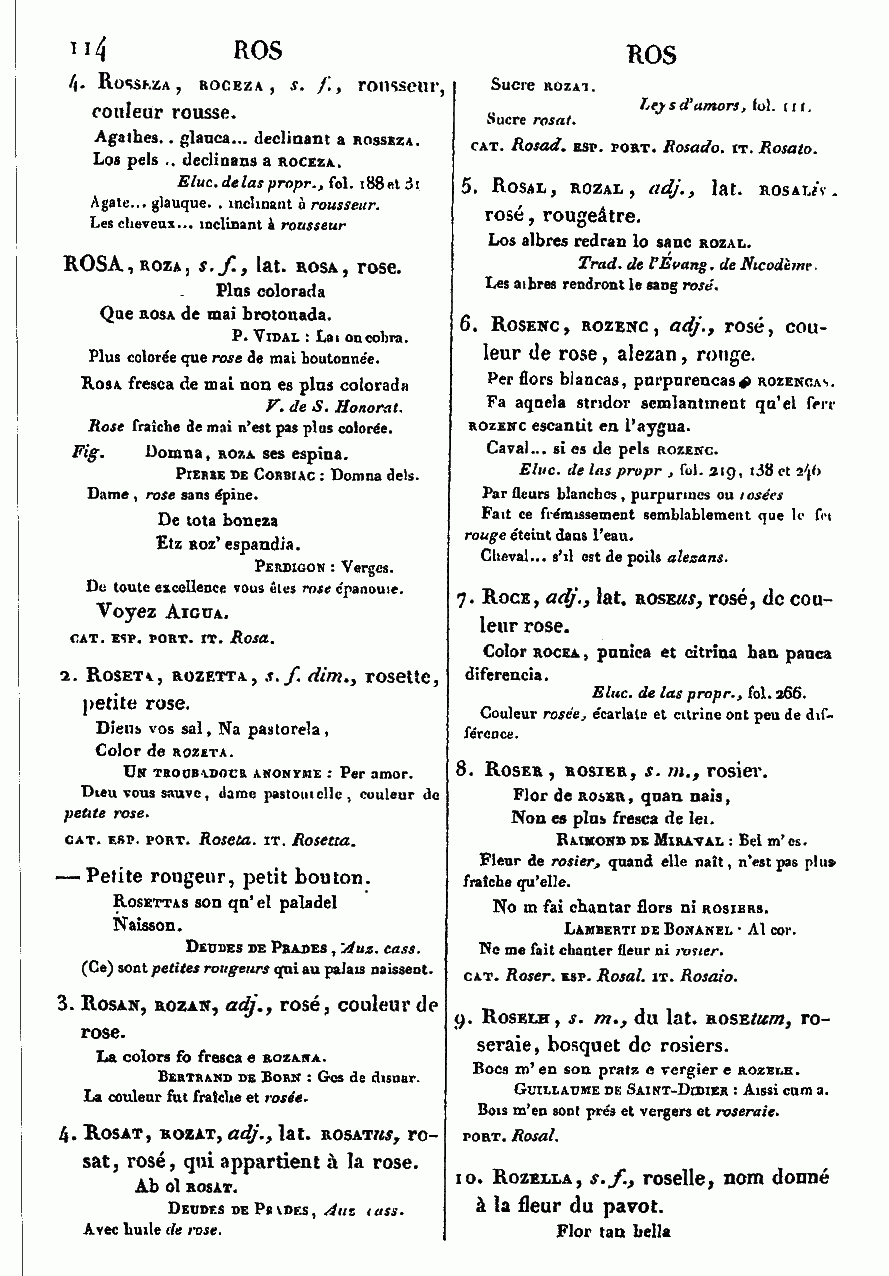 114 ROS
4. ROSSEZA, ROCEZA, s. f., rousseur,
couleur rousse.
Agathes.. glauca... declinant a ROSSEZA.
Los pels .. declinans a ROCEZA.
Eluc. de las propr., fol. 188 et 31
Agate... glauque. . inclinant à rousseur.
Les cheveux... inclinant à rousseur
ROSA, ROZA, s. f., lat. ROSA, rose.
Plus colorada
Que ROSA de mai brotonada.
P. VIDAL : Lai on cobra.
Plus colorée que rose de mai boutonnée.
ROSA fresca de mai non es plus colorada
V. de S. Honorat.
Rose fraîche de mai n'est pas plus colorée.
Fig. Domna, ROZA ses espina.
PIERRE DE CORBIAC : Domna dels.
Dame, rose sans épine.
De tota boneza
Etz ROZ' espandia.
PERDIGON : Verges.
De toute excellence vous êtes rose épanouie.
Voyez AIGUA.
CAT. ESP. PORT. IT. Rosa.
2. ROSETA, ROZETTA, s. f. dim., rosette,
petite rose.
Dieus vos sal, Na pastorela,
Color de ROZETA.
UN TROUBADOUR ANONYME : Per amor.
Dieu vous sauve, dame pastourelle, couleur de
petite rose.
CAT. ESP. PORT. Roseta. IT. Rosetta.
— Petite rougeur, petit bouton.
ROSETTAS son qu'el paladel
Naisson.
DEUDES DE PRADES, Auz. cass.
(Ce) sont petites rougeurs qui au palais naissent.
3. ROSAN, ROZAN, adj., rosé, couleur de
rose.
La colors fo fresca e ROZANA.
BERTRAND DE BORN : Ges de disnar.
La couleur fut fraîche et rosée.
4. ROSAT, ROZAT, adj., lat. ROSATus, ro-
sat, rosé, qui appartient à la rose.
Ab ol ROSAT.
DEUDES DE PRADES, Auz cass.
Avec huile de rose.
ROS
Sucre ROZAT.
Leys d'amors, fol. 111.
Sucre rosat.
CAT. Rosad. ESP. PORT. Rosado. IT. Rosato.
5. ROSAL, ROZAL, adj., lat. ROSALis.
rosé, rougeâtre.
Los albres redran lo sanc ROZAL.
Trad. de l'Évang. de Nicodème.
Les arbres rendront le sang rosé.
6. ROSENC, ROZENC, adj., rosé, cou-
leur de rose, alezan, rouge.
Per flors blancas, purpurencas o ROZENCAS.
Fa aquela stridor semlantment qu'el ferr
ROZENC escantit en l'aygua.
Caval... si es de pels ROZENC.
Eluc. de las propr , fol. 219, 138 et 246
Par fleurs blanches, purpurines ou rosées
Fait ce frémissement semblablement que le fer
rouge éteint dans l'eau.
Cheval... s'il est de poils alezans.
7. ROCE, adj., lat. ROSEus, rosé, de cou-
leur rose.
Color ROCEA, punica et citrina han pauca
diferencia.
Eluc. de las propr., fol. 266.
Couleur rosée, écarlate et citrine ont peu de dif-
férence.
8. ROSER, ROSIER, s. m., rosier.
Flor de ROSER, quan nais,
Non es plus fresca de lei.
RAIMOND DE MIRAVAL : Bel m'es.
Fleur de rosier, quand elle naît, n'est pas plus
fraîche qu'elle.
No m fai chantar flors ni ROSIERS.
LAMBERTI DE BONANEL : Al cor.
Ne me fait chanter fleur ni rosier.
CAT. Roser. ESP. Rosal. IT. Rosaio.
9. ROSELH, s. m., du lat. ROSEtum, ro-
seraie, bosquet de rosiers.
Bocs m'en son pratz e vergier e ROZELH.
GUILLAUME DE SAINT-DIDIER : Aissi cum a.
Bois m'en sont prés et vergers et roseraie.
PORT. Rosal.
10. ROZELLA, s. f., roselle, nom donné
à la fleur du pavot.
Flor tan bella